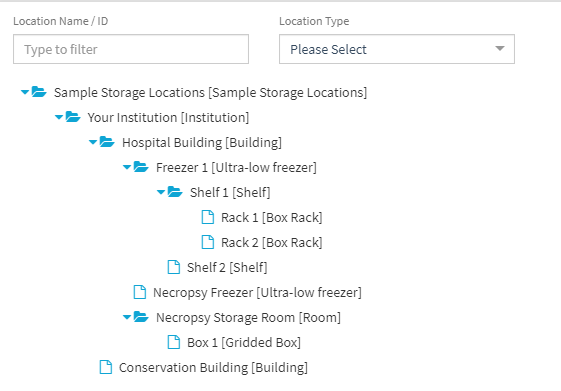 Location Name / ID
Location Type
Type to filter
Please Select
Sample Storage Locations [Sample Storage Locations]
Your Institution [Institution]
Hospital Building [Building]
Freezer 1 [Ultra-low freezer]
Shelf 1 [Shelf]
Rack 1 [Box Rack]
Rack 2 [Box Rack]
Shelf 2 [Shelf]
Necropsy Freezer [Ultra-low freezer]
Necropsy Storage Room [Room]
Box 1 [Gridded Box]
Conservation Building [Building]